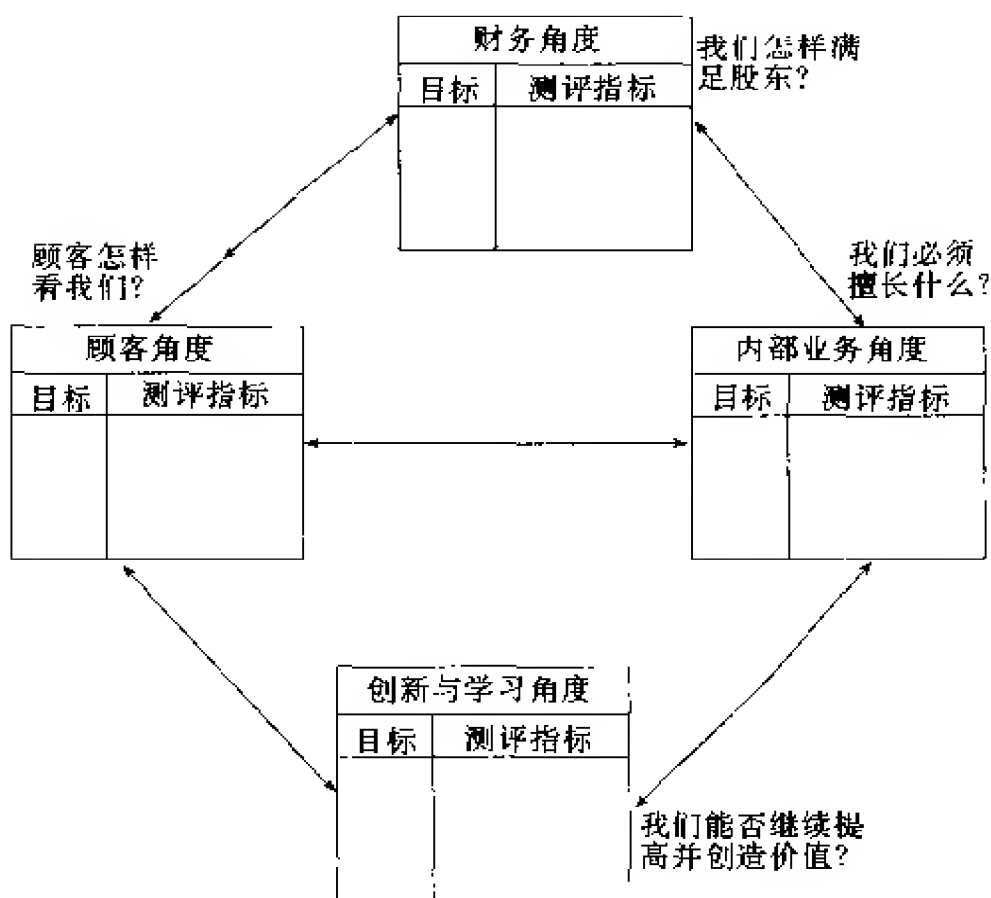 财务角度
目标 测评指标
我们怎样满
足股东?
顾客怎样
看我们?
我们必须
擅长什么?
顾客角度
目标 测评指标
内部业务角度
目标 测评指标
创新与学习角度
目标 测评指标
我们能否继续提
高并创造价值?